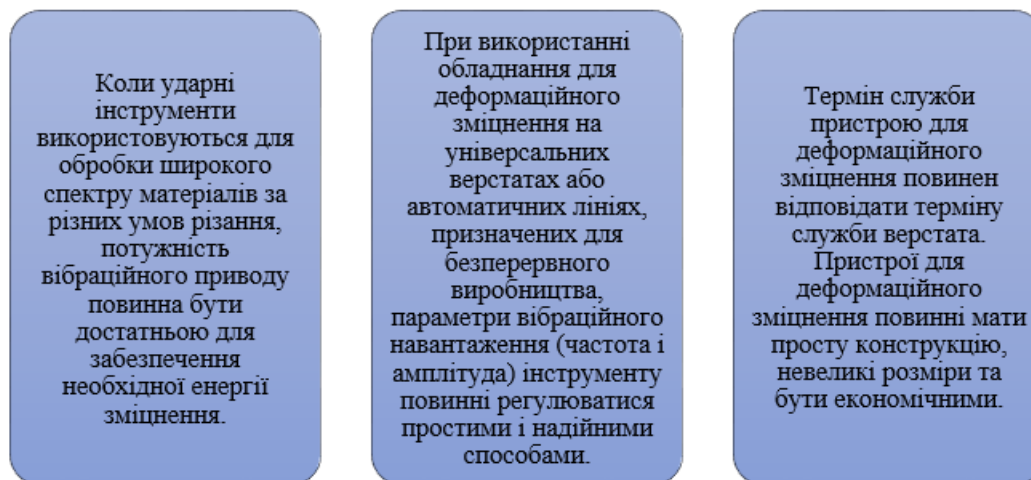 Коли ударні
інструменти
використовуються для
обробки широкого
спектру матеріалів за
різних умов різання,
потужність
вібраційного приводу
повинна бути
достатньою для
забезпечення
необхідної енергії
зміцнення.
При використанні
обладнання для
деформаційного
зміцнення на
універсальних
верстатах або
автоматичних лініях,
призначених для
безперервного
виробництва,
параметри вібраційного
навантаження (частота і
амплітуда) інструменту
повинні регулюватися
простими і надійними
способами.
Термін служби
пристрою для
деформаційного
зміцнення повинен
відповідати терміну
служби верстата.
Пристрої для
деформаційного
зміцнення повинні мати
просту конструкцію,
невеликі розміри та
бути економічними.